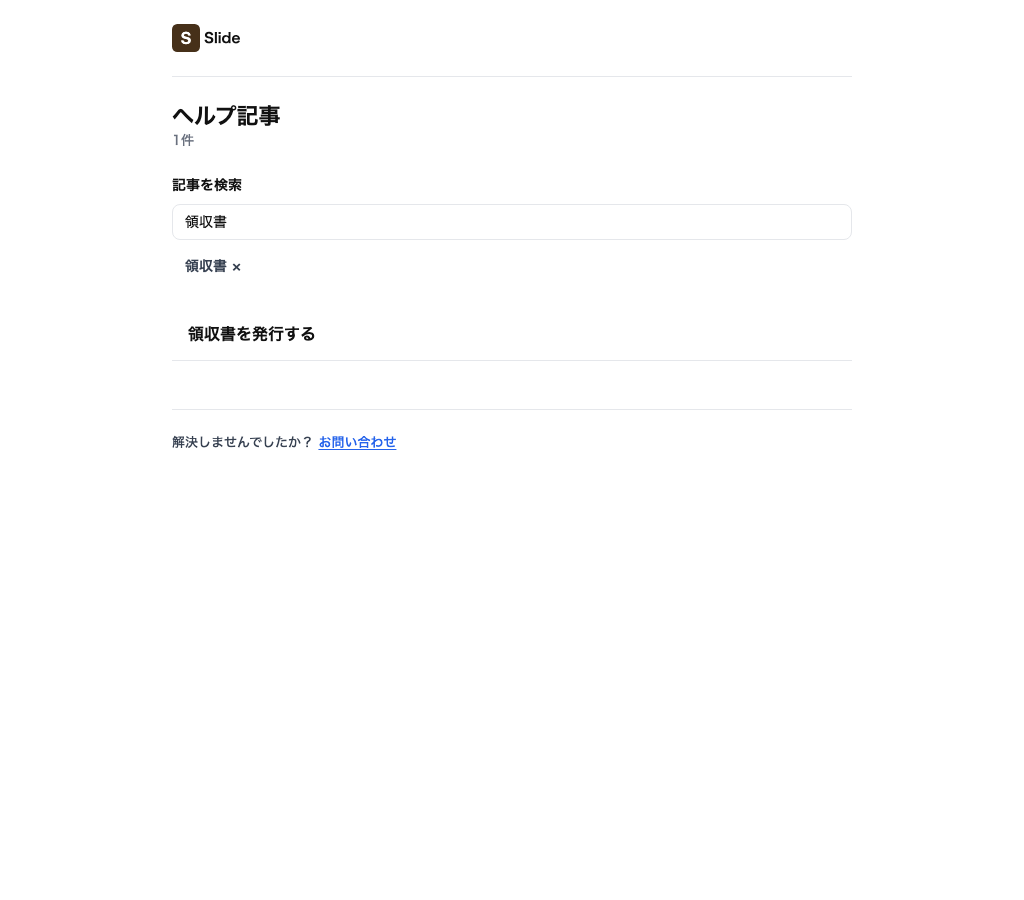 S Slide
ヘルプ記事
1件
記事を検索
領収書
領収書 ×
領収書を発行する
解決しませんでしたか？ お問い合わせ